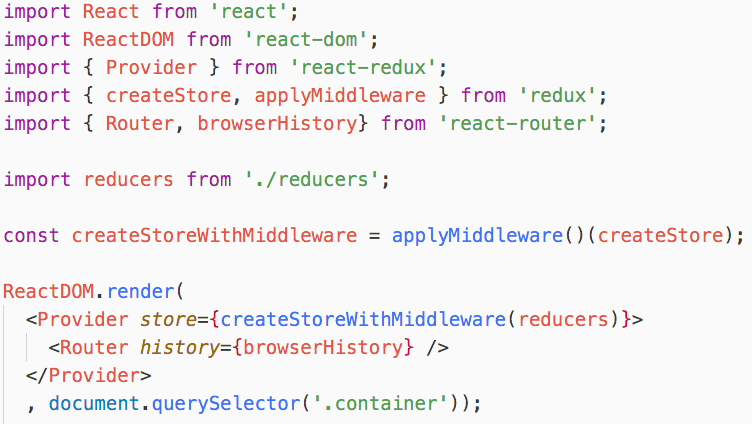 import React from 'react';
import ReactDOM from 'react-dom';
import { Provider } from 'react-redux';
import { createStore, applyMiddleware } from 'redux';
import { Router, browserHistory} from 'react-router';

import reducers from './reducers';

const createStoreWithMiddleware = applyMiddleware()(createStore);

ReactDOM.render(
  <Provider store={createStoreWithMiddleware(reducers)}>
    <Router history={browserHistory} />
  </Provider>
  , document.querySelector('.container'));